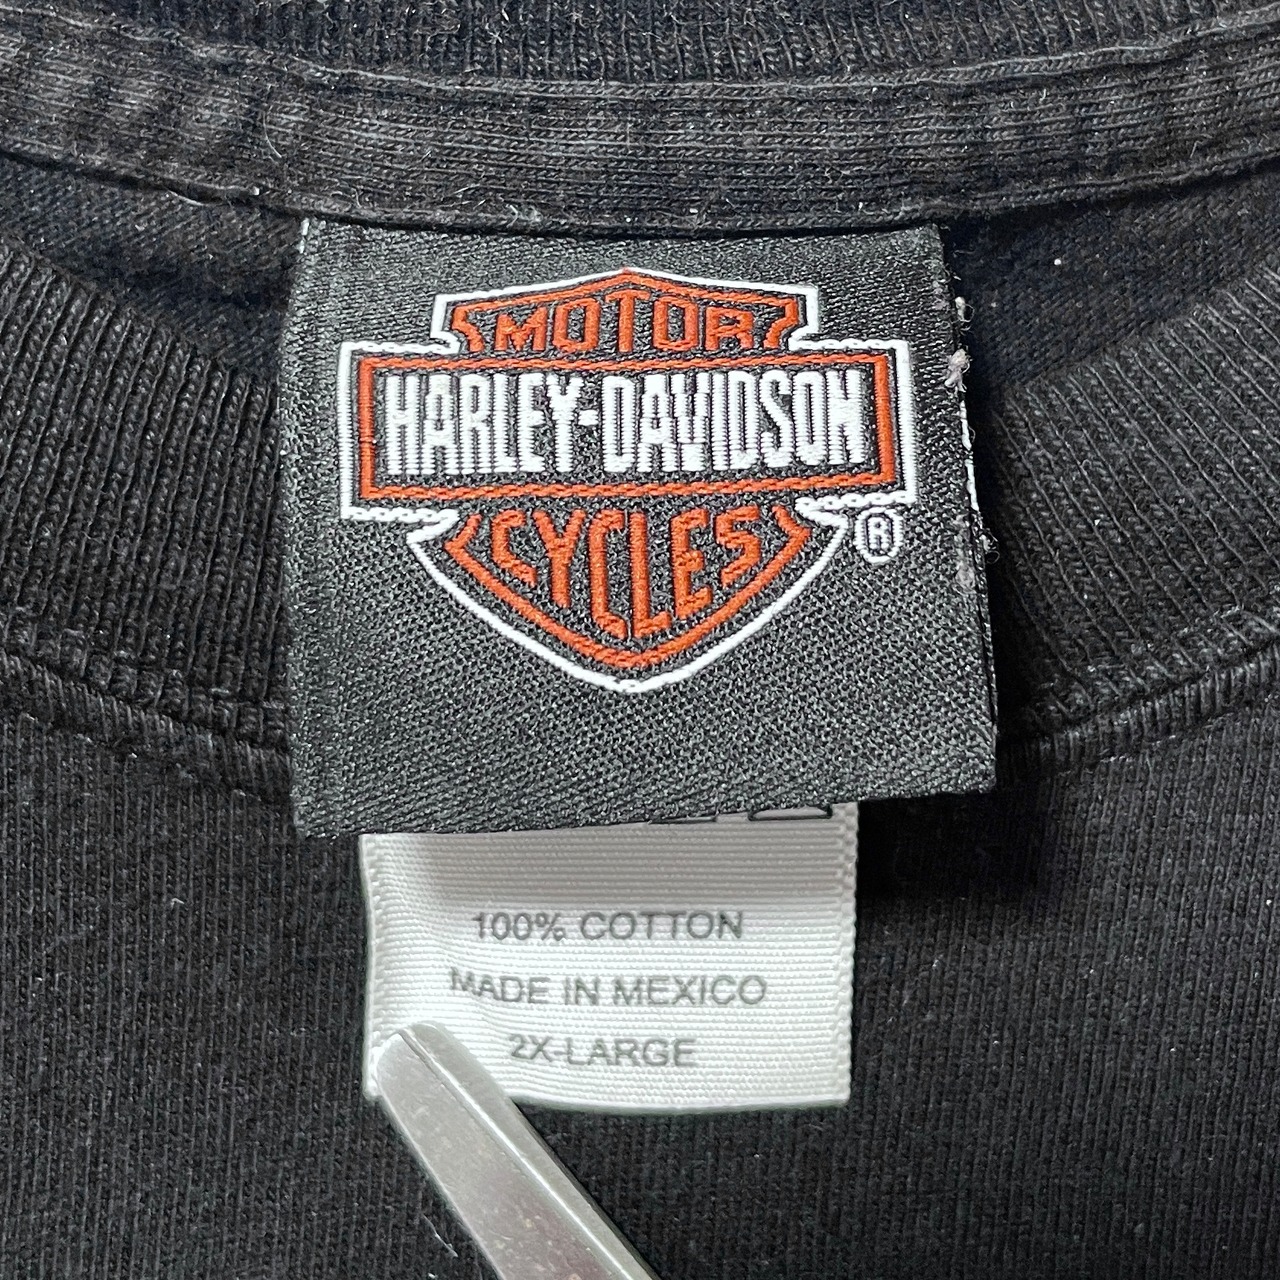 MOTOR
HARLEY-DAVIDSON
CYCLES
®
100% COTTON
MADE IN MEXICO
2X-LARGE